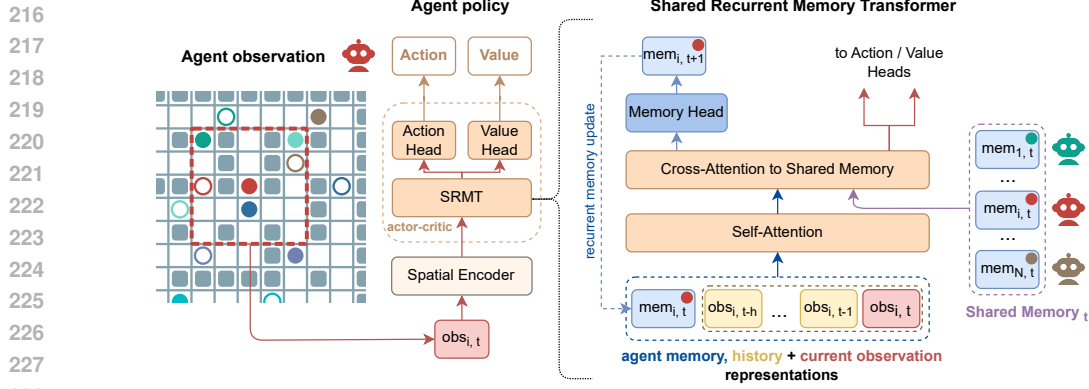 216
217
218
219
220
221
222
223
224
225
226
227
Agent policy
Agent observation
Action
Value
Action Head
Value Head
SRMT
actor-critic
Spatial Encoder
obs i, t
Shared Recurrent Memory Transformer
mem i, t+1
to Action / Value
Heads
Memory Head
recurrent memory update
Cross-Attention to Shared Memory
Self-Attention
mem i, t
obs i, t-h
...
obs i, t-1
obs i, t
agent memory, history + current observation
representations
mem 1, t
...
mem i, t
...
mem N, t
Shared Memory t